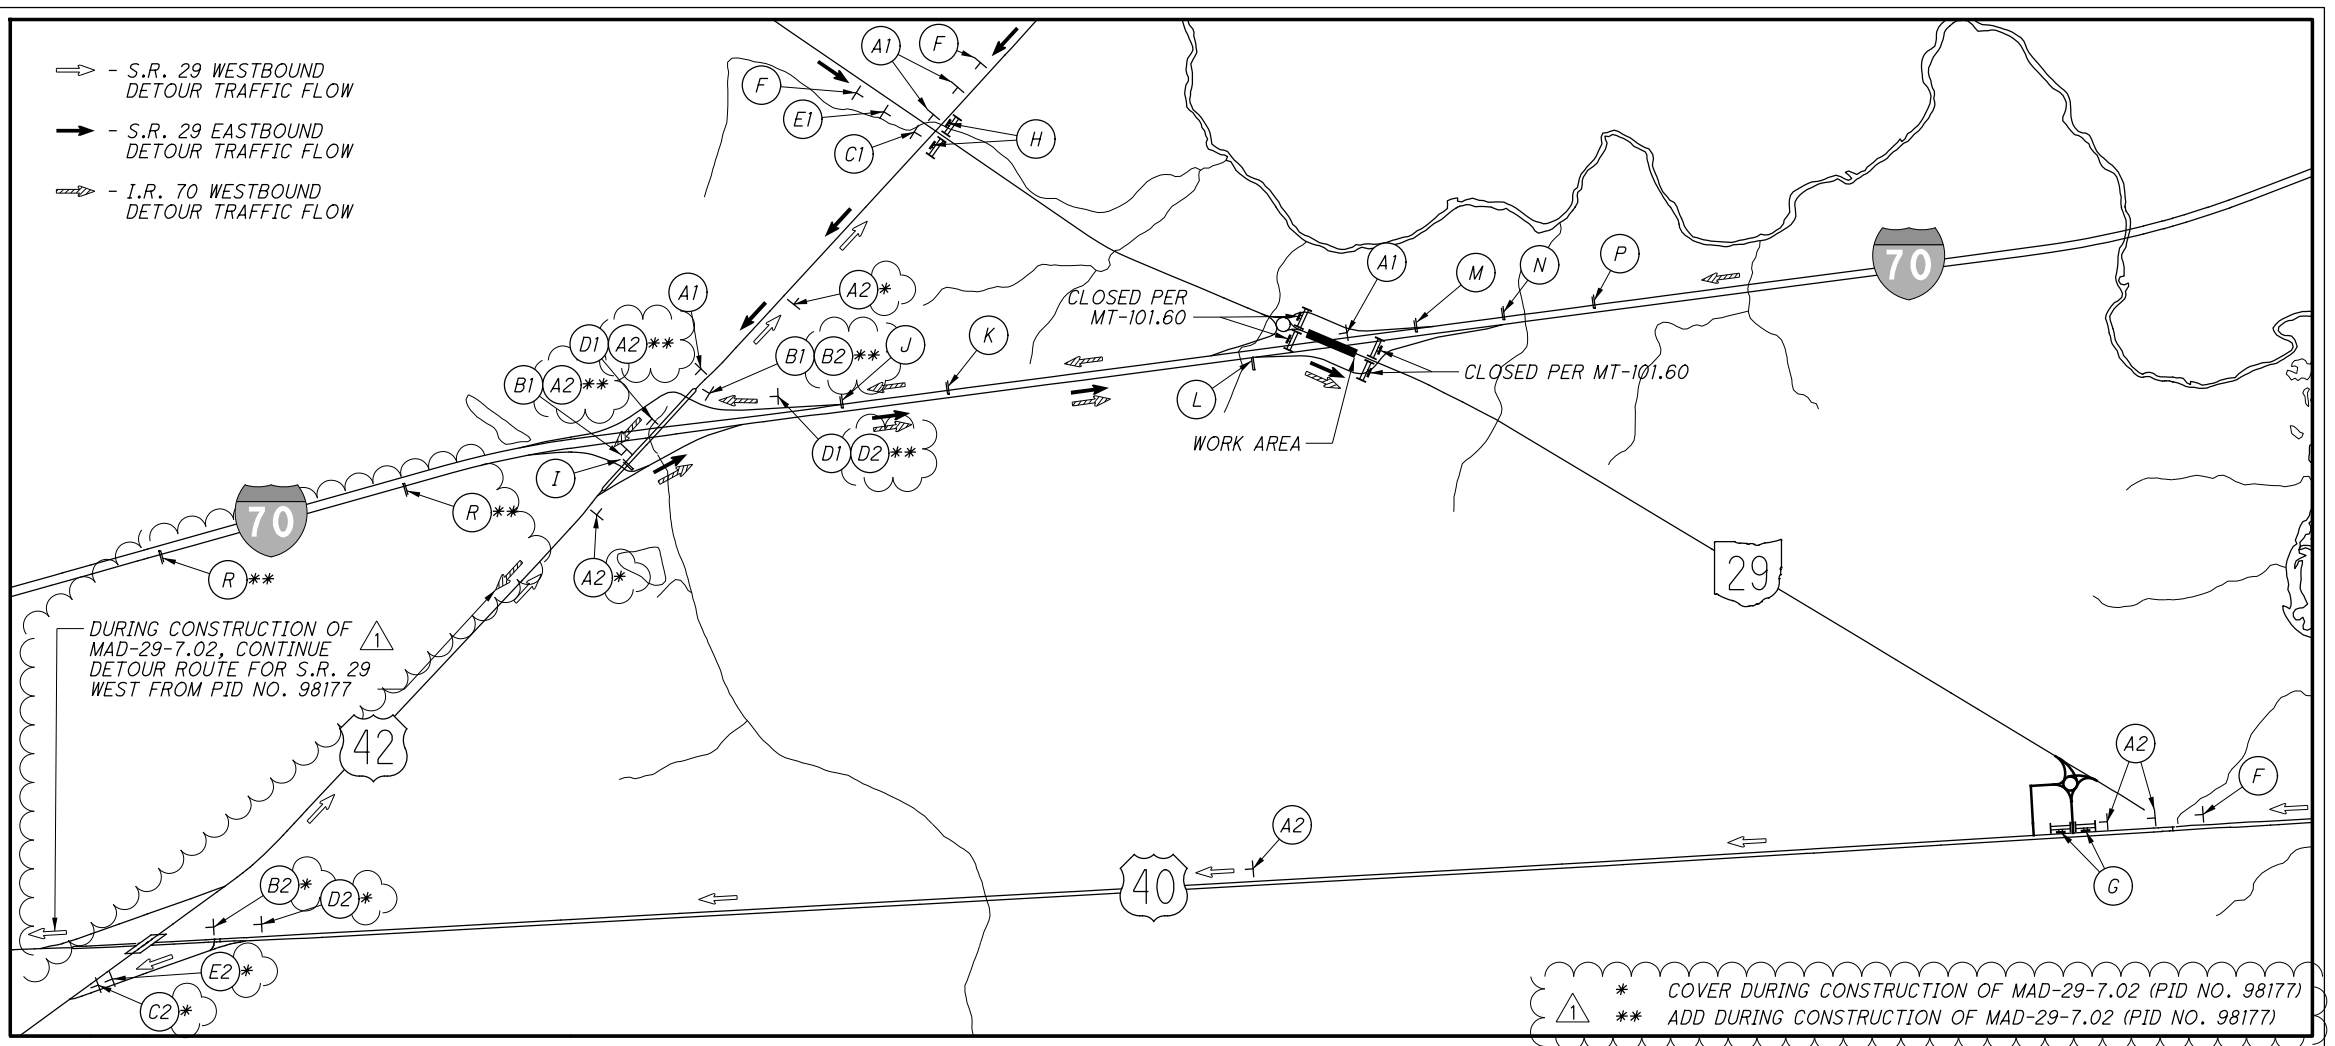 - S.R. 29 WESTBOUND
DETOUR TRAFFIC FLOW
- S.R. 29 EASTBOUND
DETOUR TRAFFIC FLOW
- I.R. 70 WESTBOUND
DETOUR TRAFFIC FLOW
A1
F
F
E1
C1
H
A1
A2 *
D1 A2 **
B1 A2 **
B1 B2 **
J
K
CLOSED PER
MT-101.60
A1
M
N
P
70
CLOSED PER MT-101.60
L
WORK AREA
D1 D2 **
I
R **
70
R **
A2 *
29
DURING CONSTRUCTION OF
MAD-29-7.02, CONTINUE
DETOUR ROUTE FOR S.R. 29
WEST FROM PID NO. 98177
1
42
A2
F
A2
40
G
B2 *
D2 *
E2 *
C2 *
1
* COVER DURING CONSTRUCTION OF MAD-29-7.02 (PID NO. 98177)
** ADD DURING CONSTRUCTION OF MAD-29-7.02 (PID NO. 98177)